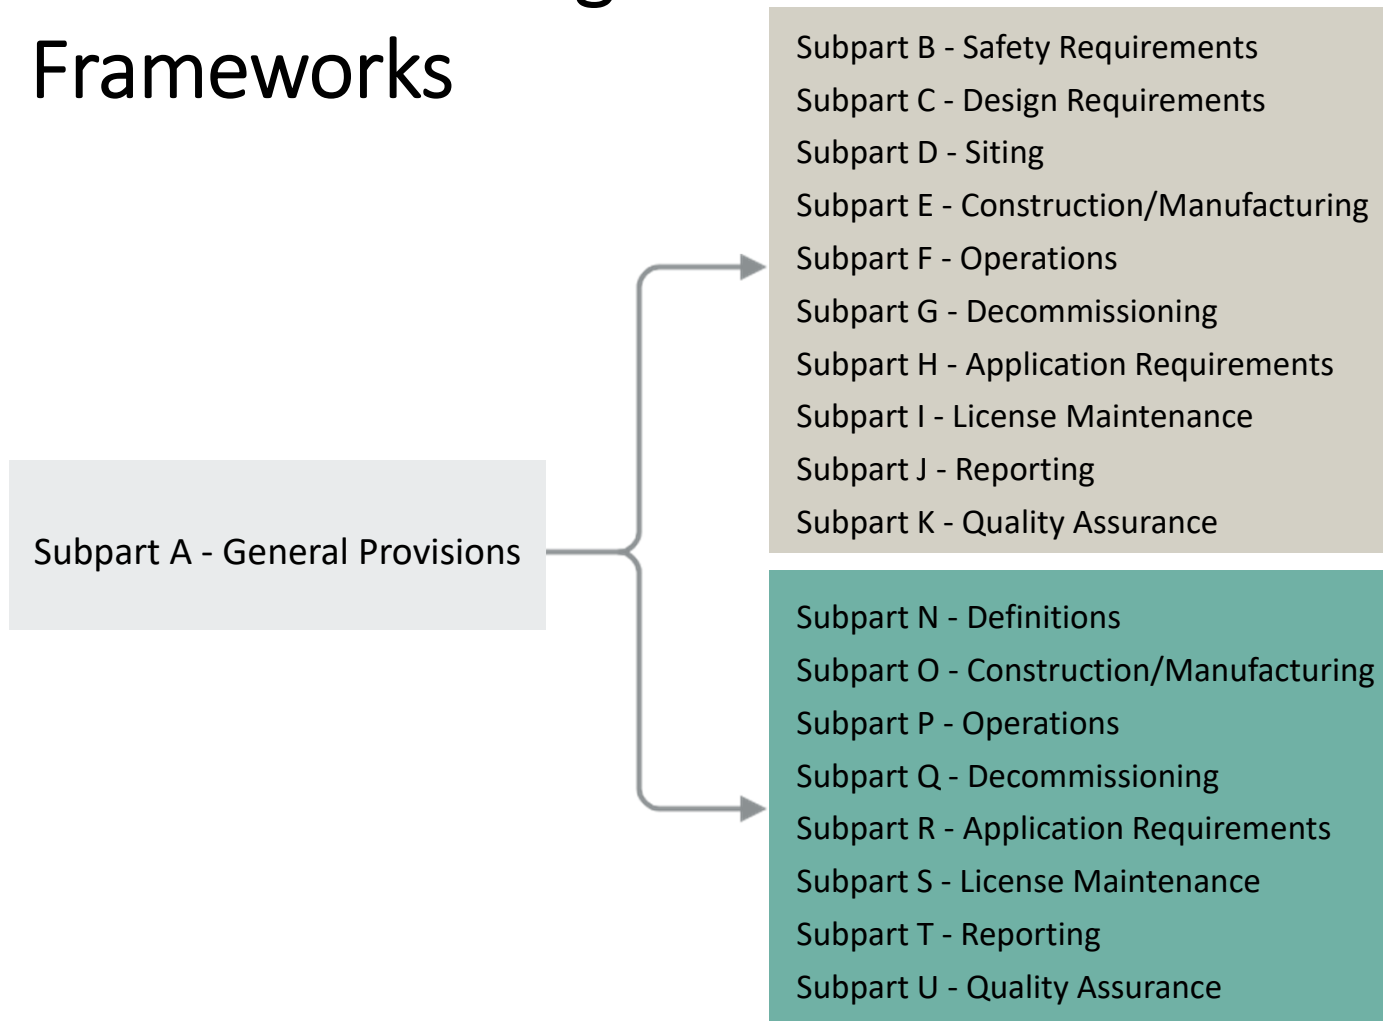 Frameworks
Subpart B - Safety Requirements
Subpart C - Design Requirements
Subpart D - Siting
Subpart E - Construction/Manufacturing
Subpart F - Operations
Subpart G - Decommissioning
Subpart H - Application Requirements
Subpart I - License Maintenance
Subpart J - Reporting
Subpart K - Quality Assurance
Subpart A - General Provisions
Subpart N - Definitions
Subpart O - Construction/Manufacturing
Subpart P - Operations
Subpart Q - Decommissioning
Subpart R - Application Requirements
Subpart S - License Maintenance
Subpart T - Reporting
Subpart U - Quality Assurance